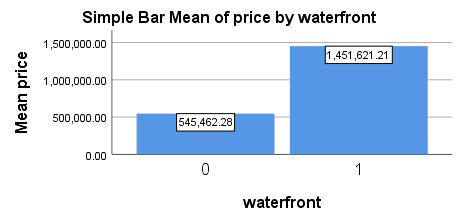 Simple Bar Mean of price by waterfront
Mean price
1,500,000.00
1,000,000.00
500,000.00
0.00
545,462.28
1,451,621.21
0
1
waterfront